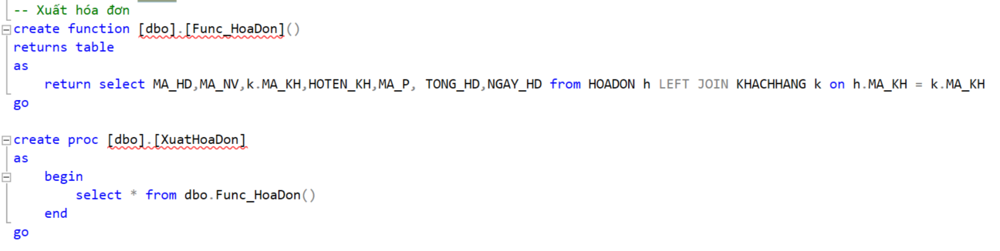 -- Xuất hóa đơn
create function [dbo].[Func_HoaDon]()
returns table
as
return select MA_HD,MA_NV,k.MA_KH,HOTEN_KH,MA_P, TONG_HD,NGAY_HD from HOADON h LEFT JOIN KHACHHANG k on h.MA_KH = k.MA_KH
go
create proc [dbo].[XuatHoaDon]
as
begin
select * from dbo.Func_HoaDon()
end
go